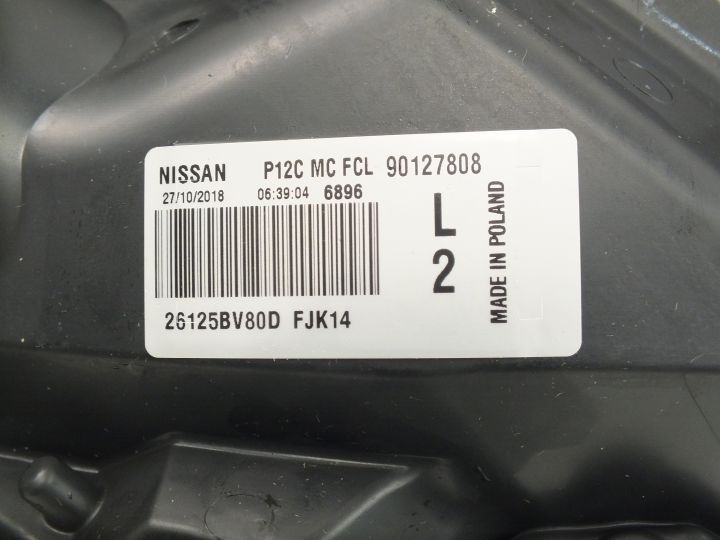 NISSAN P12C MC FCL 90127808
27/10/2018 06:39:04 6896
L
2
MADE IN POLAND
26125BV80D FJK14